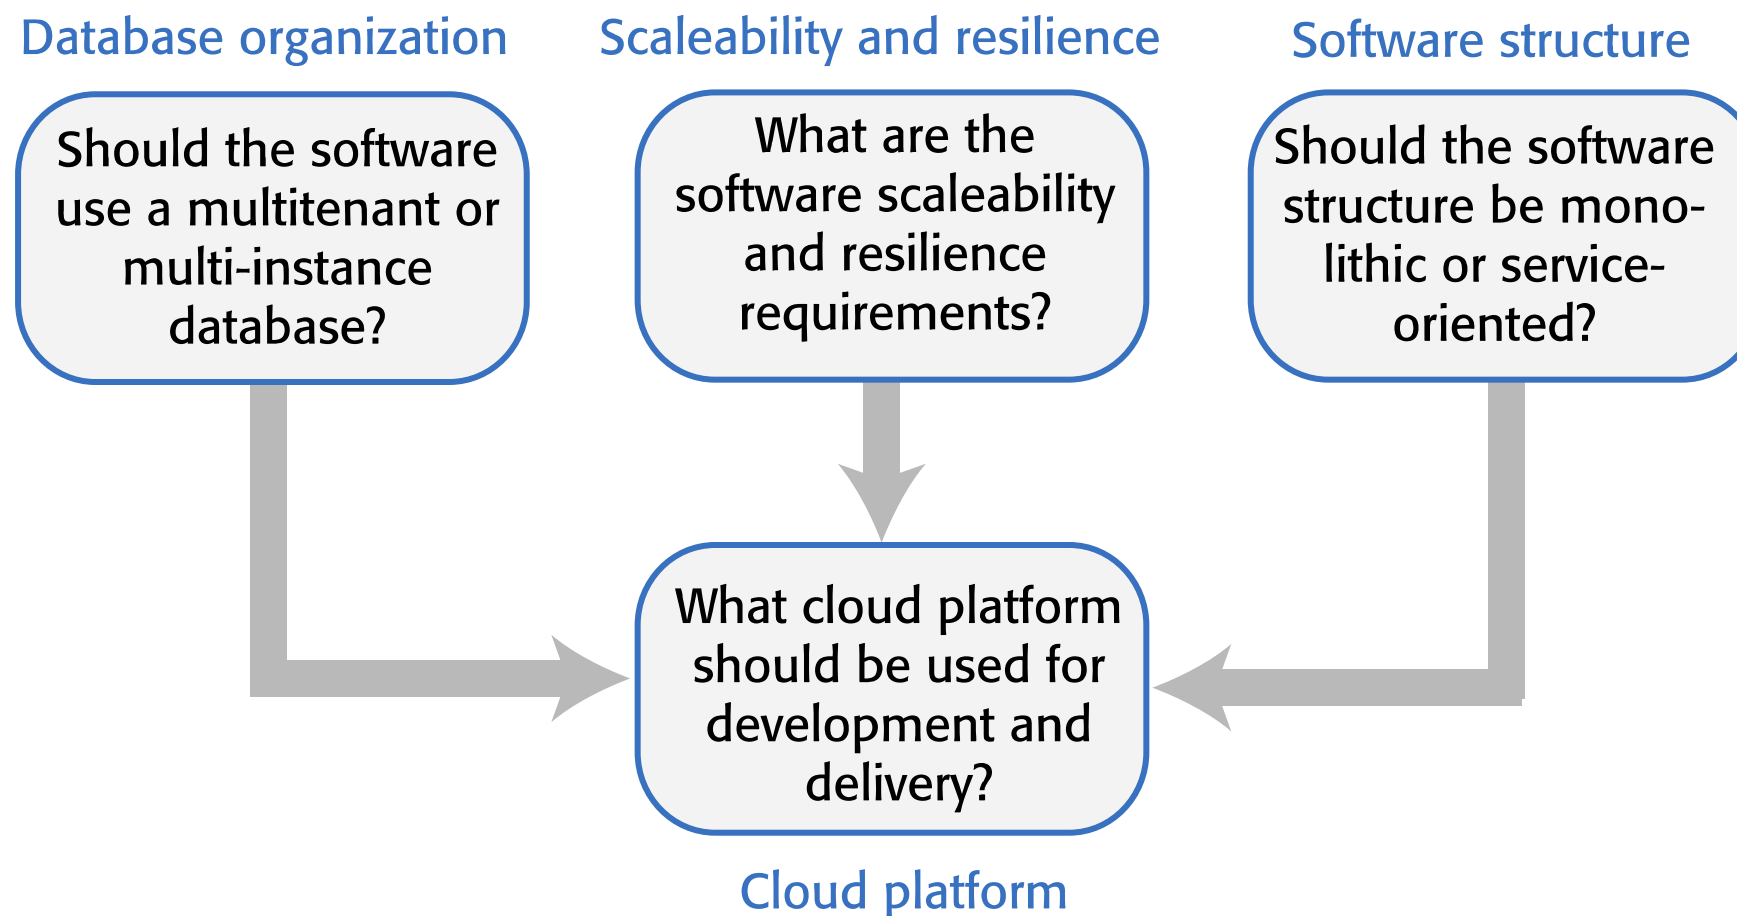 Database organization
Should the software
use a multitenant or
multi-instance
database?
Scaleability and resilience
What are the
software scaleability
and resilience
requirements?
Software structure
Should the software
structure be mono-
lithic or service-
oriented?
What cloud platform
should be used for
development and
delivery?
Cloud platform